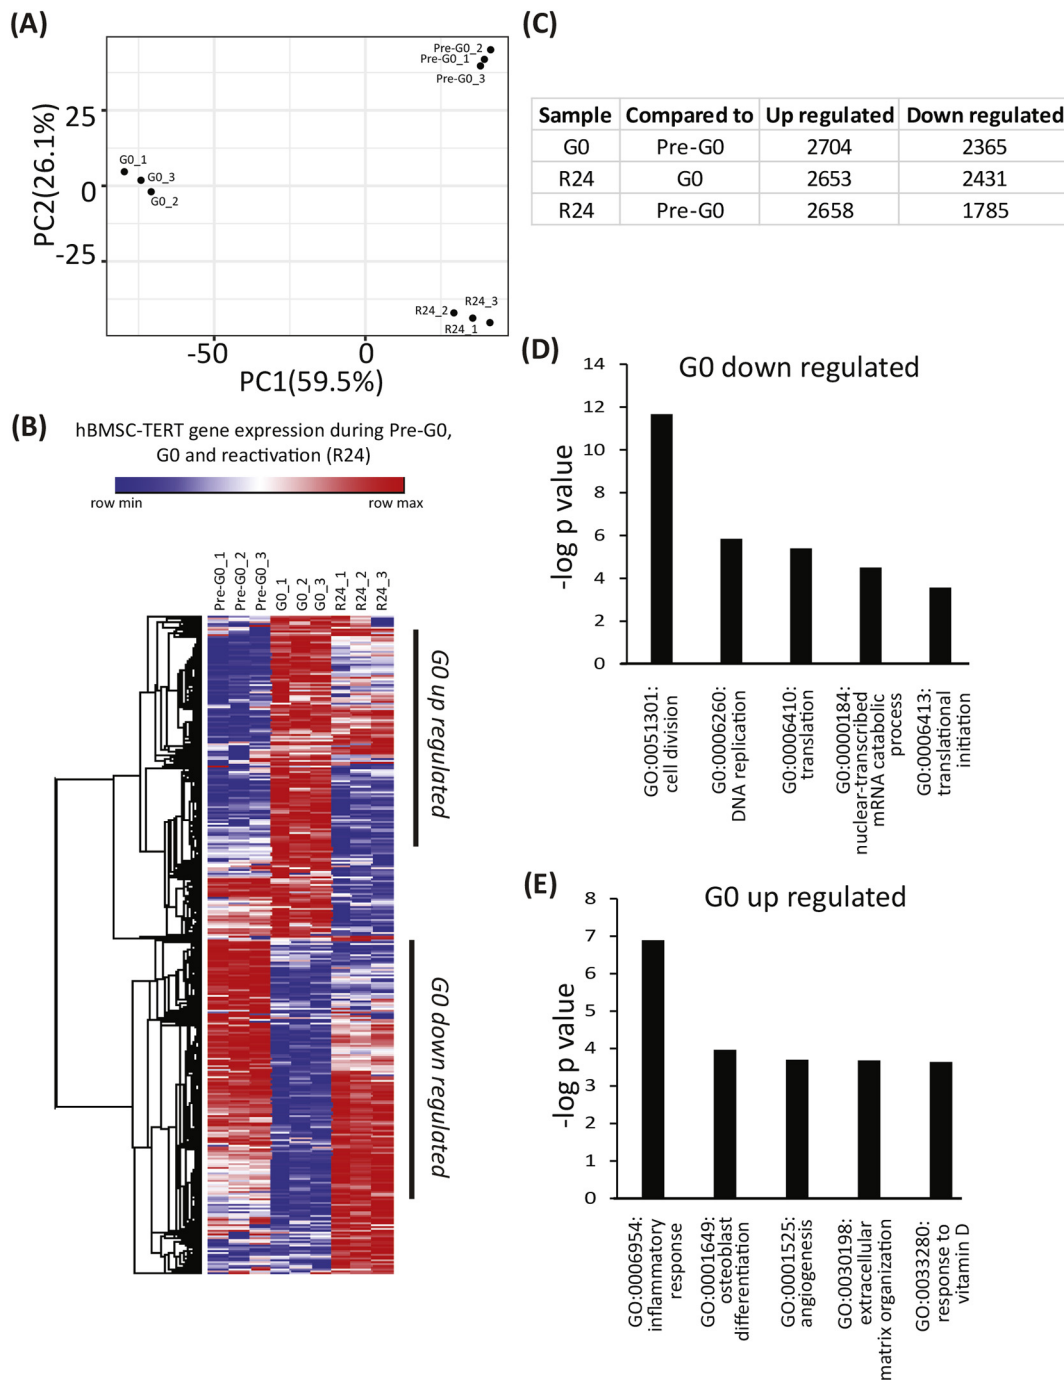 (A)
PC2(26.1%)
25
0
-25
Pre-G0_2
Pre-G0_1
Pre-G0_3
G0_1
G0_3
G0_2
R24_3
R24_2
R24_1
-50
0
PC1(59.5%)
(B)
hBMSC-TERT gene expression during Pre-G0,
G0 and reactivation (R24)
row min
row max
Pre-G0_1
Pre-G0_2
Pre-G0_3
G0_1
G0_2
G0_3
R24_1
R24_2
R24_3
G0 up regulated
G0 down regulated
(C)
Sample Compared to Up regulated Down regulated
G0 Pre-G0 2704 2365
R24 G0 2653 2431
R24 Pre-G0 2658 1785
(D)
G0 down regulated
-log p value
14
12
10
8
6
4
2
0
GO:0051301:
cell division
GO:0006260:
DNA replication
GO:0006410:
translation
GO:0000184:
nuclear-transcribed
mRNA catabolic
process
GO:0006413:
translational
initiation
(E)
G0 up regulated
-log p value
8
7
6
5
4
3
2
1
0
GO:0006954:
inflammatory
response
GO:0001649:
osteoblast
differentiation
GO:0001525:
angiogenesis
GO:0030198:
extracellular
matrix organization
GO:0033280:
response to
vitamin D